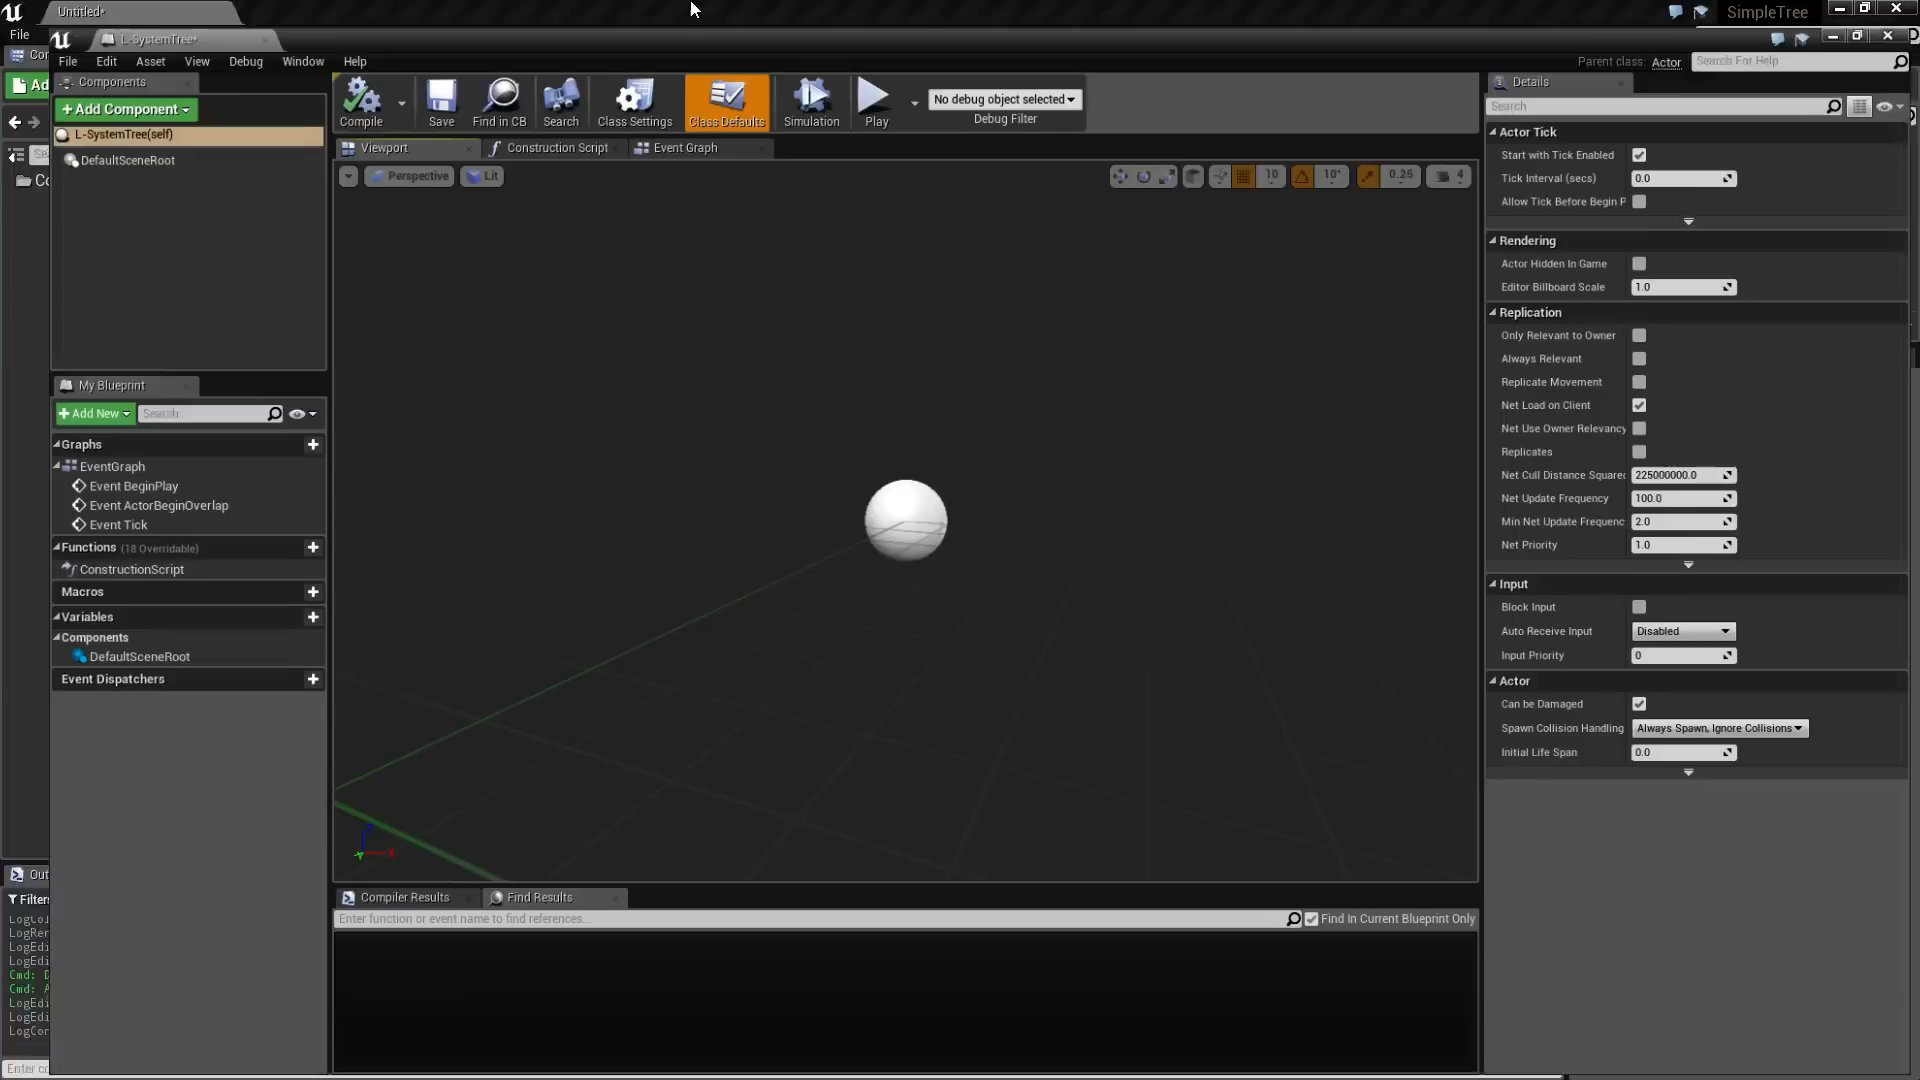 Untitled*
SimpleTree
File
L-SystemTree*
File Edit Asset View Debug Window Help
Parent class: Actor
Search For Help
Components
+Add Component
L-SystemTree(self)
DefaultSceneRoot
Compile
Save
Find in CB
Search
Class Settings
Class Defaults
Simulation
Play
No debug object selected
Debug Filter
Viewport
Construction Script
Event Graph
Perspective
Lit
10
10°
0.25
4
X
My Blueprint
+Add New
Search
Graphs
EventGraph
Event BeginPlay
Event ActorBeginOverlap
Event Tick
Functions (18 Overridable)
ConstructionScript
Macros
Variables
Components
DefaultSceneRoot
Event Dispatchers
Compiler Results
Find Results
Enter function or event name to find references...
Find In Current Blueprint Only
Details
Search
Actor Tick
Start with Tick Enabled
Tick Interval (secs) 0.0
Allow Tick Before Begin P
Rendering
Actor Hidden In Game
Editor Billboard Scale 1.0
Replication
Only Relevant to Owner
Always Relevant
Replicate Movement
Net Load on Client
Net Use Owner Relevancy
Replicates
Net Cull Distance Square 225000000.0
Net Update Frequency 100.0
Min Net Update Frequenc 2.0
Net Priority 1.0
Input
Block Input
Auto Receive Input Disabled
Input Priority 0
Actor
Can be Damaged
Spawn Collision Handling Always Spawn, Ignore Collisions
Initial Life Span 0.0
Ad
Co
Out
Filters
LogRen
LogEdi
LogEdi
Cmd: D
Cmd: A
LogEdi
LogEdi
LogCon
Enter co